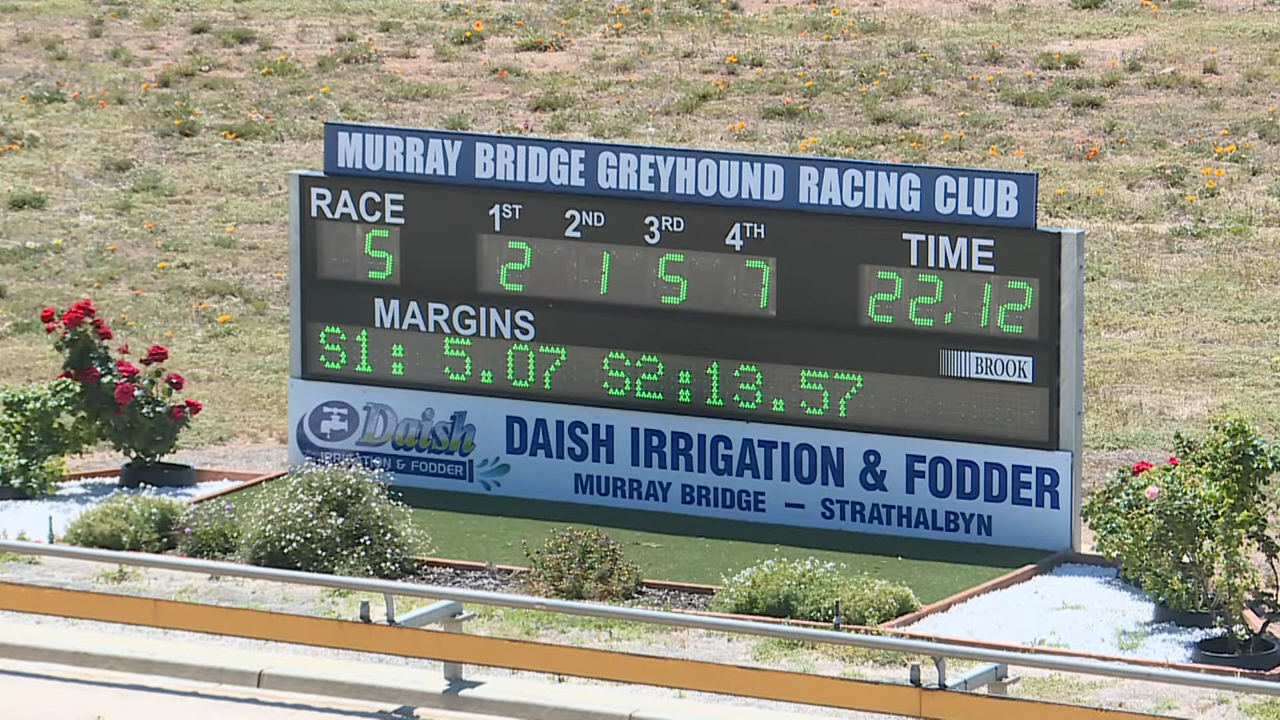 MURRAY BRIDGE GREYHOUND RACING CLUB
RACE 1ST 2ND 3RD 4TH TIME
5 2 1 5 7 22.12
MARGINS
S1: 5.07 S2:13.57
BROOK
Daish
IRRIGATION & FODDER
DAISH IRRIGATION & FODDER
MURRAY BRIDGE – STRATHALBYN